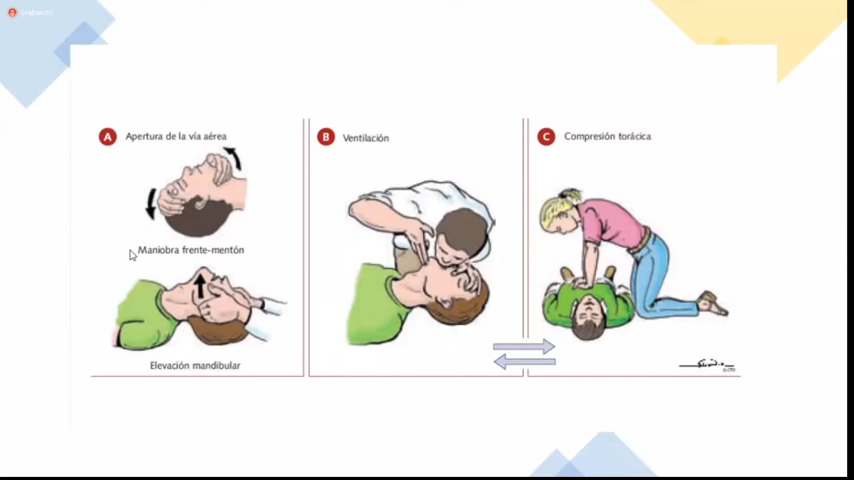 A Apertura de la vía aérea
Maniobra frente-mentón
Elevación mandibular
B Ventilación
C Compresión torácica